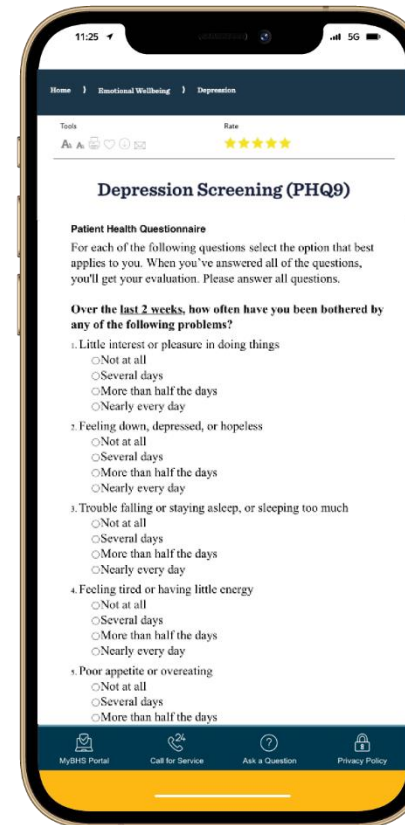 11:25
5G
Home ⟩ Emotional Wellbeing ⟩ Depression
Tools
Rate
AA AA
Depression Screening (PHQ9)
Patient Health Questionnaire
For each of the following questions select the option that best
applies to you. When you've answered all of the questions,
you'll get your evaluation. Please answer all questions.
Over the last 2 weeks, how often have you been bothered by
any of the following problems?
1. Little interest or pleasure in doing things
Not at all
Several days
More than half the days
Nearly every day
2. Feeling down, depressed, or hopeless
Not at all
Several days
More than half the days
Nearly every day
3. Trouble falling or staying asleep, or sleeping too much
Not at all
Several days
More than half the days
Nearly every day
4. Feeling tired or having little energy
Not at all
Several days
More than half the days
Nearly every day
5. Poor appetite or overeating
Not at all
Several days
More than half the days
24
MyBHS Portal
Call for Service
Ask a Question
Privacy Policy